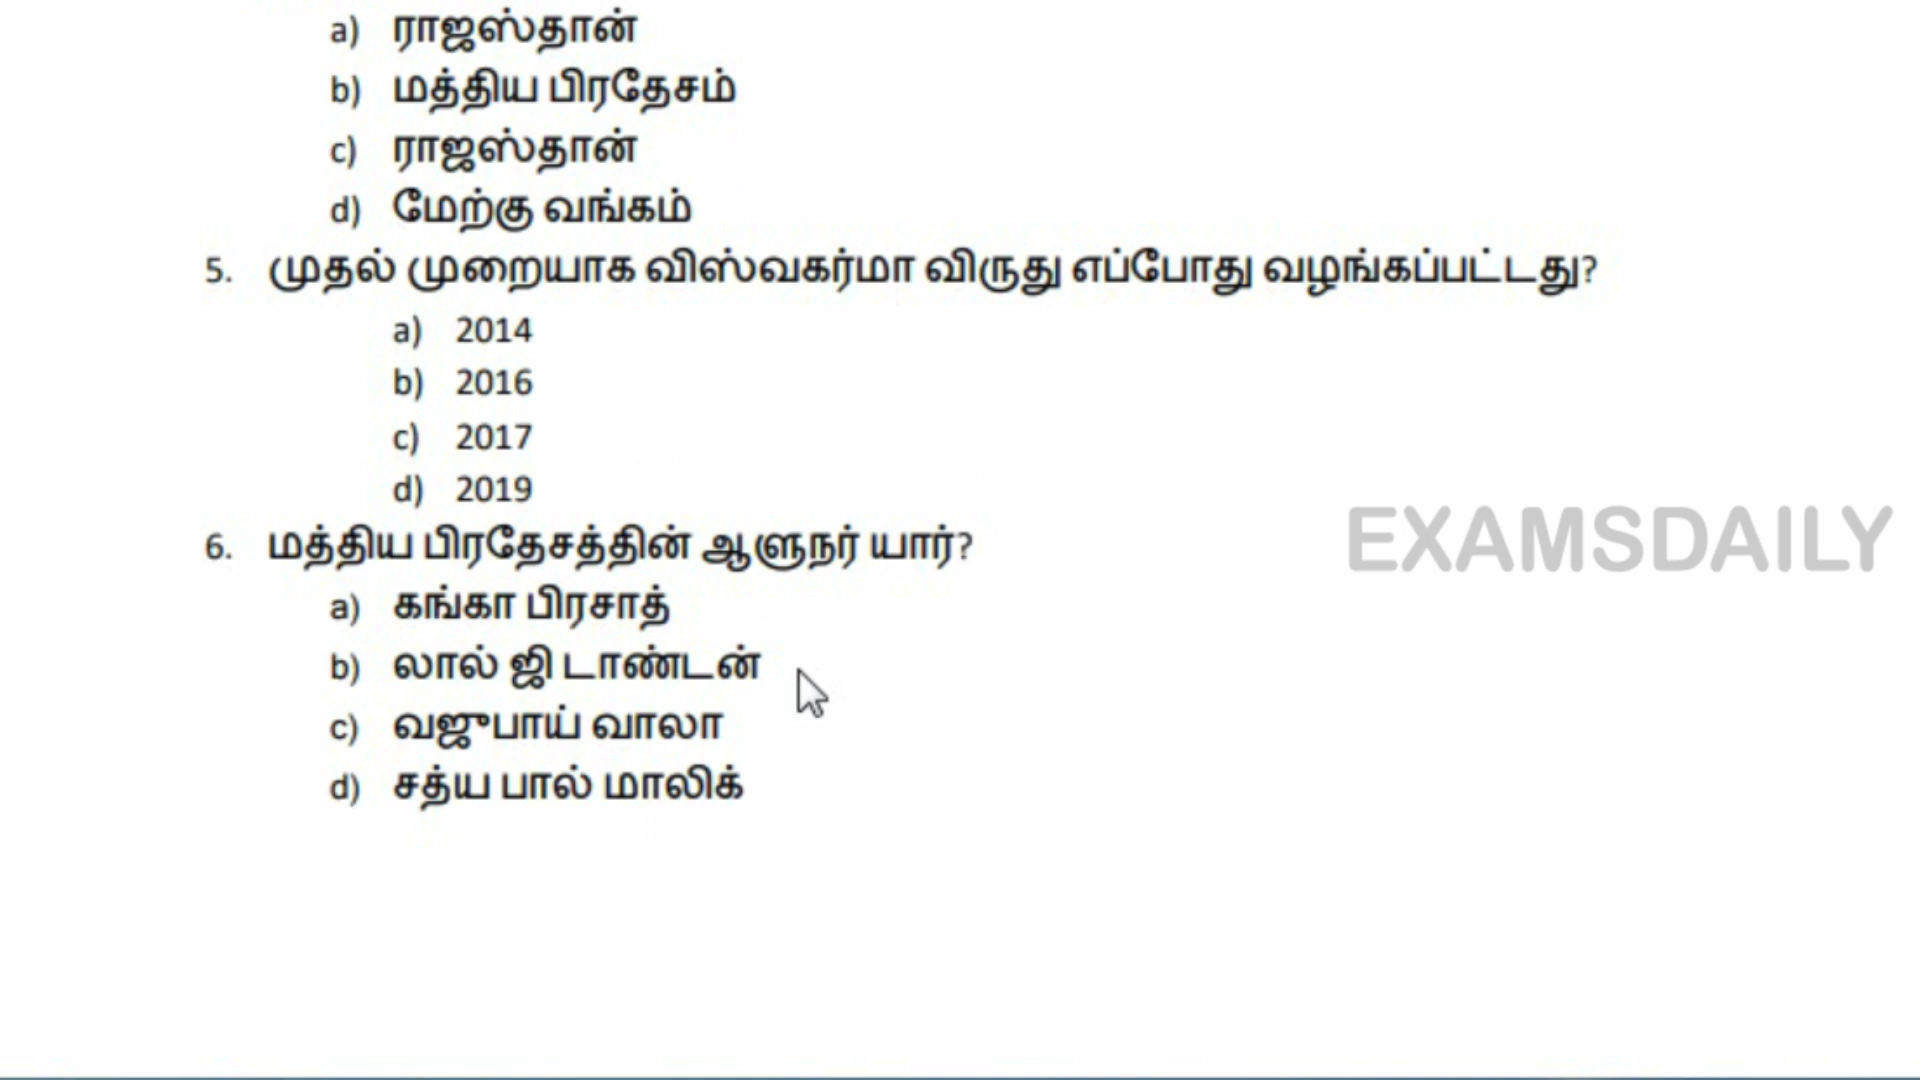 a) ராஜஸ்தான்
b) மத்திய பிரதேசம்
c) ராஜஸ்தான்
d) மேற்கு வங்கம்
5. முதல் முறையாக விஸ்வகர்மா விருது எப்போது வழங்கப்பட்டது?
a) 2014
b) 2016
c) 2017
d) 2019
6. மத்திய பிரதேசத்தின் ஆளுநர் யார்?
EXAMSDAILY
a) கங்கா பிரசாத்
b) லால் ஜி டாண்டன்
c) வஜுபாய் வாலா
d) சத்ய பால் மாலிக்